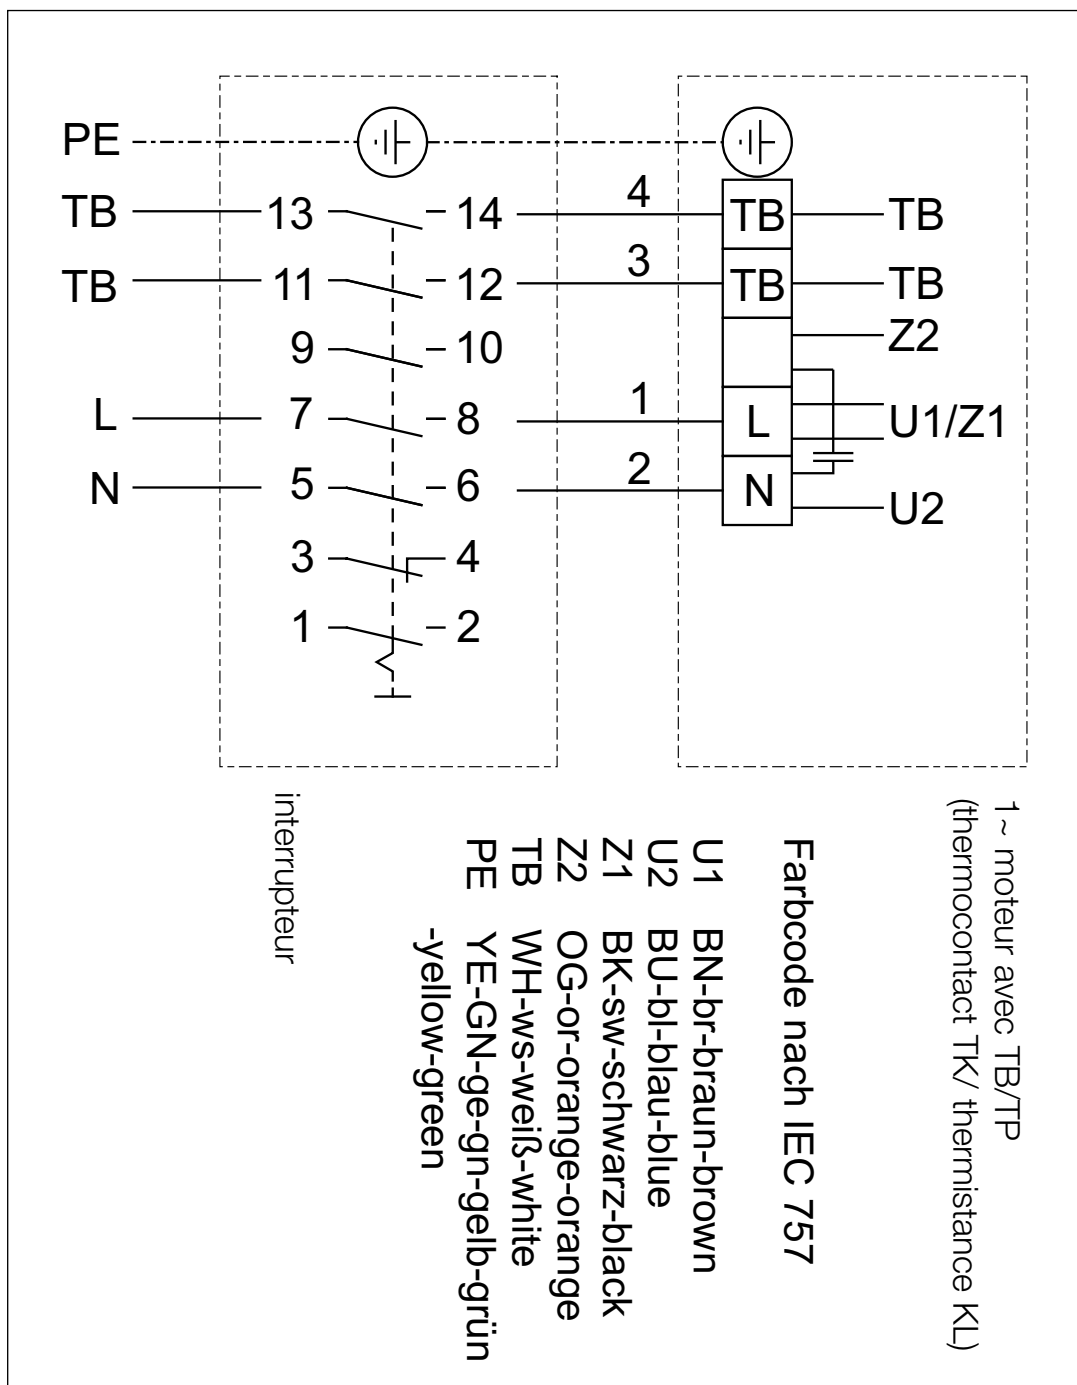 PE
TB 13 14 4 TB TB
TB 11 12 3 TB TB
9 10 Z2
L 7 8 1 L U1/Z1
N 5 6 2 N U2
3 4
1 2
interrupteur
1~ moteur avec TB/TP
(thermocontact TK/ thermistance KL)
Farbcode nach IEC 757
U1 BN-br-braun-brown
U2 BU-bl-blau-blue
Z1 BK-sw-schwarz-black
Z2 OG-or-orange-orange
TB WH-ws-weiß-white
PE YE-GN-ge-gn-gelb-grün
-yellow-green